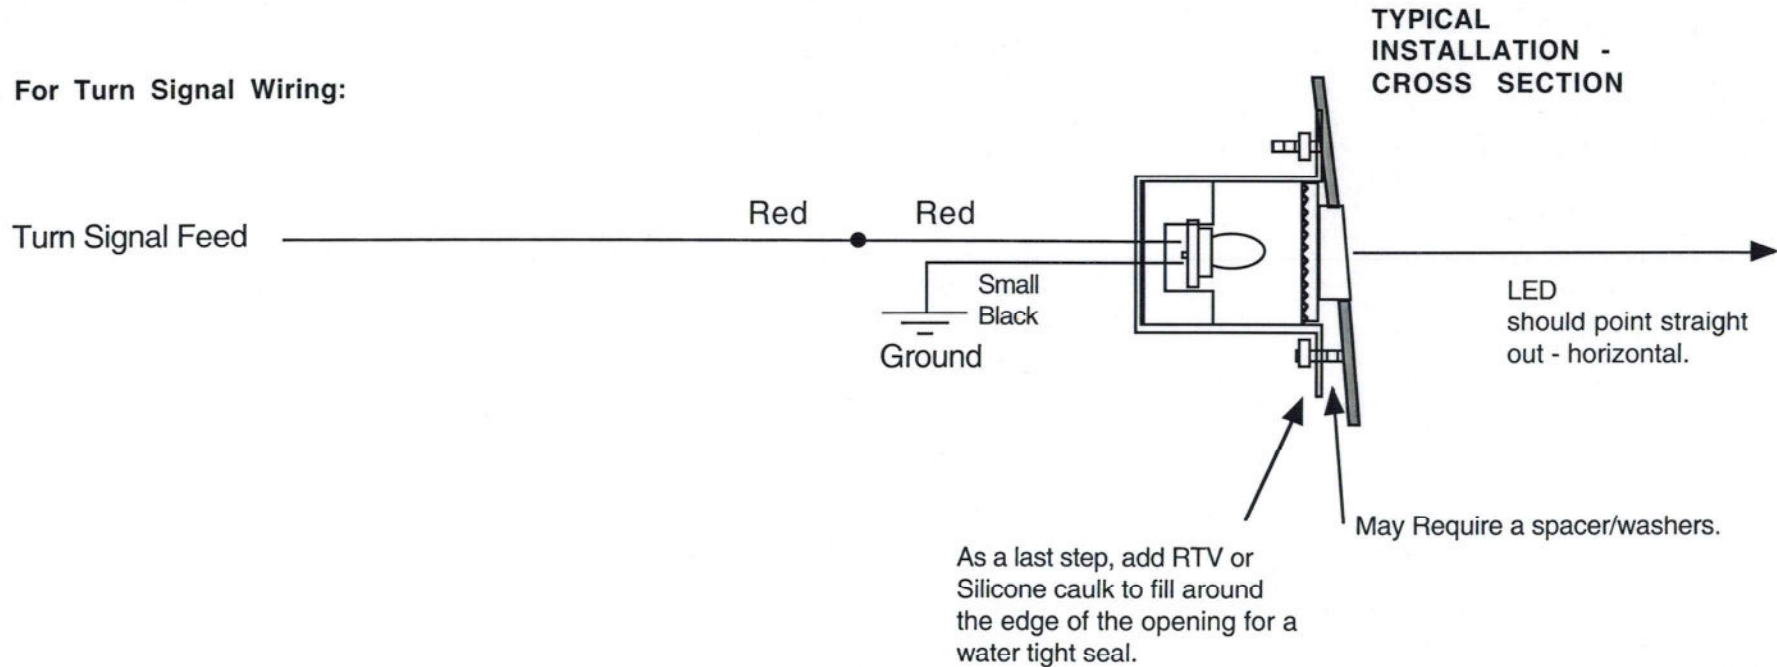 TYPICAL
INSTALLATION -
CROSS SECTION
For Turn Signal Wiring:
Turn Signal Feed
Red
Red
Small
Black
Ground
LED
should point straight
out - horizontal.
May Require a spacer/washers.
As a last step, add RTV or
Silicone caulk to fill around
the edge of the opening for a
water tight seal.